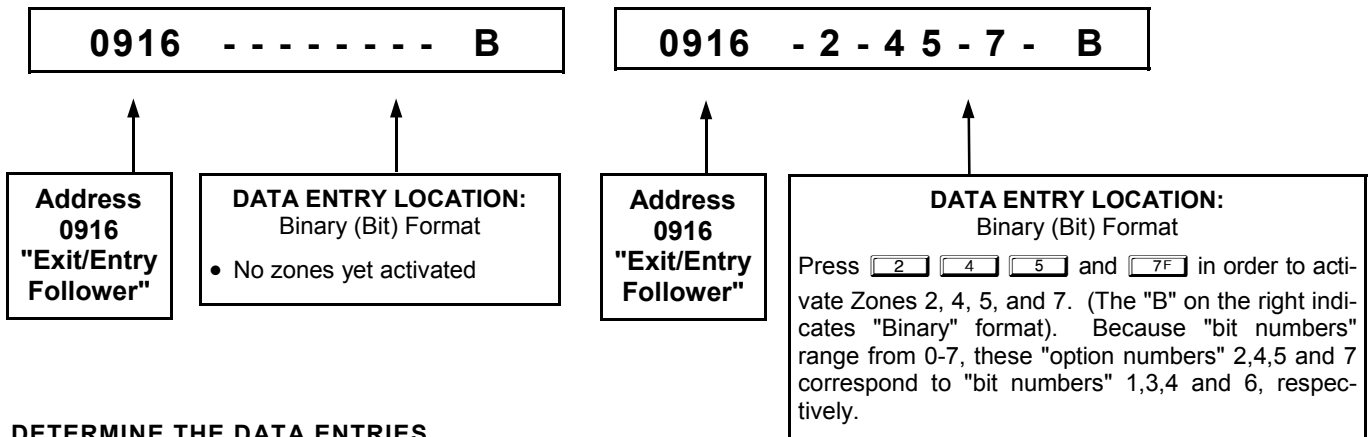 0916 - - - - - - - - B
0916 - 2 - 4 5 - 7 - B
Address
0916
"Exit/Entry
Follower"
DATA ENTRY LOCATION:
Binary (Bit) Format
• No zones yet activated
Address
0916
"Exit/Entry
Follower"
DATA ENTRY LOCATION:
Binary (Bit) Format
Press 2 4 5 and 7F in order to acti-
vate Zones 2, 4, 5, and 7. (The "B" on the right indi-
cates "Binary" format). Because "bit numbers"
range from 0-7, these "option numbers" 2,4,5 and 7
correspond to "bit numbers" 1,3,4 and 6, respec-
tively.
DETERMINE THE DATA ENTRIES